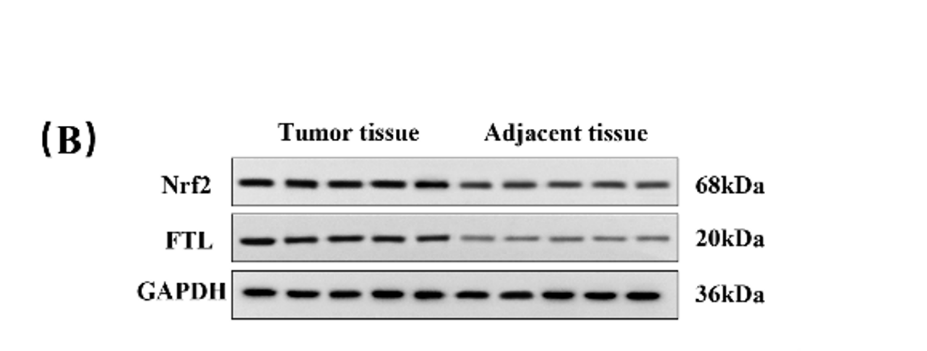 (B)
Tumor tissue Adjacent tissue
Nrf2 68kDa
FTL 20kDa
GAPDH 36kDa